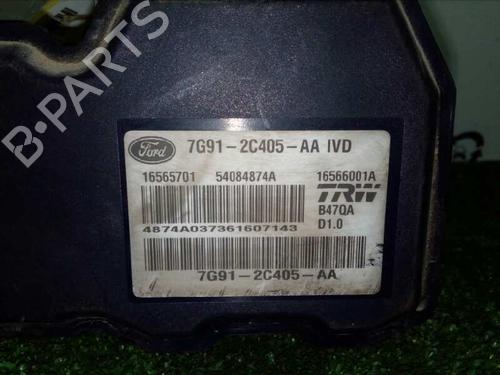 B-PARTS
Ford 7G91-2C405-AA IVD
16565701 54084874A 16566001A
TRW
4874A037361607143 B47QA
D1.0
7G91-2C405-AA